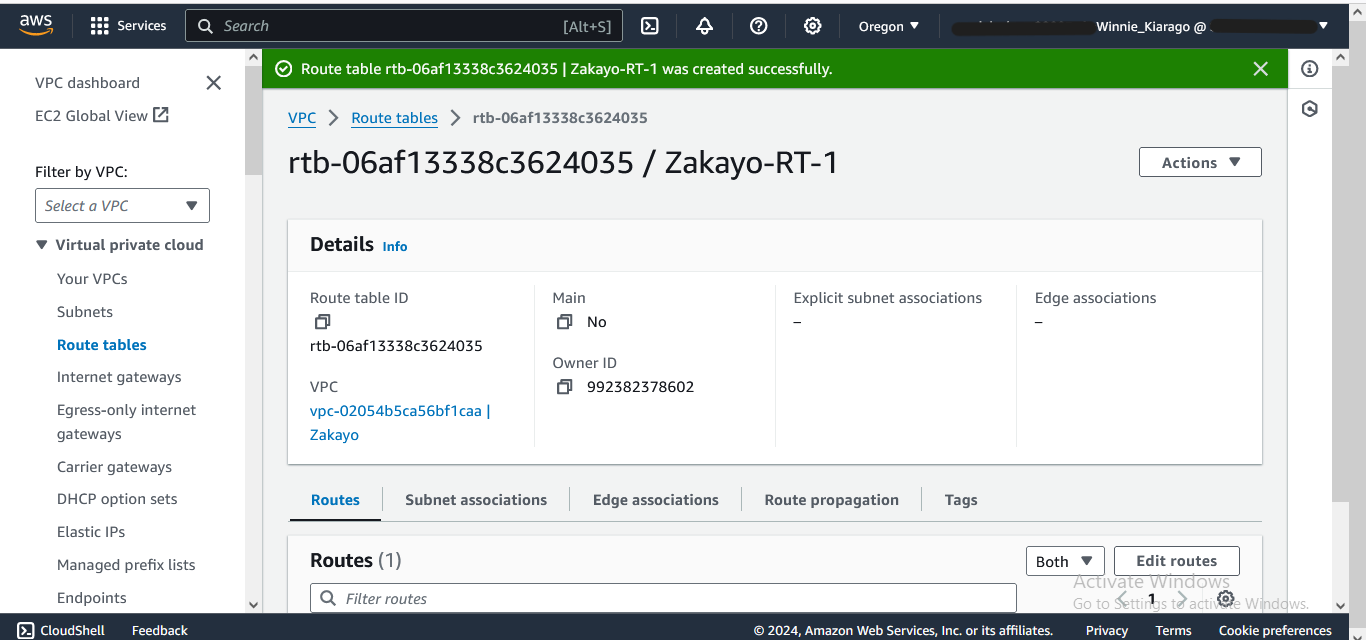 aws
Services
Search [Alt+S]
Oregon
Winnie_Kiarago @
VPC dashboard
EC2 Global View
Filter by VPC:
Select a VPC
Virtual private cloud
Your VPCs
Subnets
Route tables
Internet gateways
Egress-only internet
gateways
Carrier gateways
DHCP option sets
Elastic IPs
Managed prefix lists
Endpoints
Route table rtb-06af13338c3624035 | Zakayo-RT-1 was created successfully.
VPC > Route tables > rtb-06af13338c3624035
rtb-06af13338c3624035 / Zakayo-RT-1
Actions
Details Info
Route table ID
rtb-06af13338c3624035
VPC
vpc-02054b5ca56bf1caa |
Zakayo
Main
No
Owner ID
992382378602
Explicit subnet associations
–
Edge associations
–
Routes
Subnet associations
Edge associations
Route propagation
Tags
Routes (1)
Both
Edit routes
Filter routes
1
Activate Windows
Go to Settings to activate Windows.
CloudShell
Feedback
© 2024, Amazon Web Services, Inc. or its affiliates.
Privacy
Terms
Cookie preferences